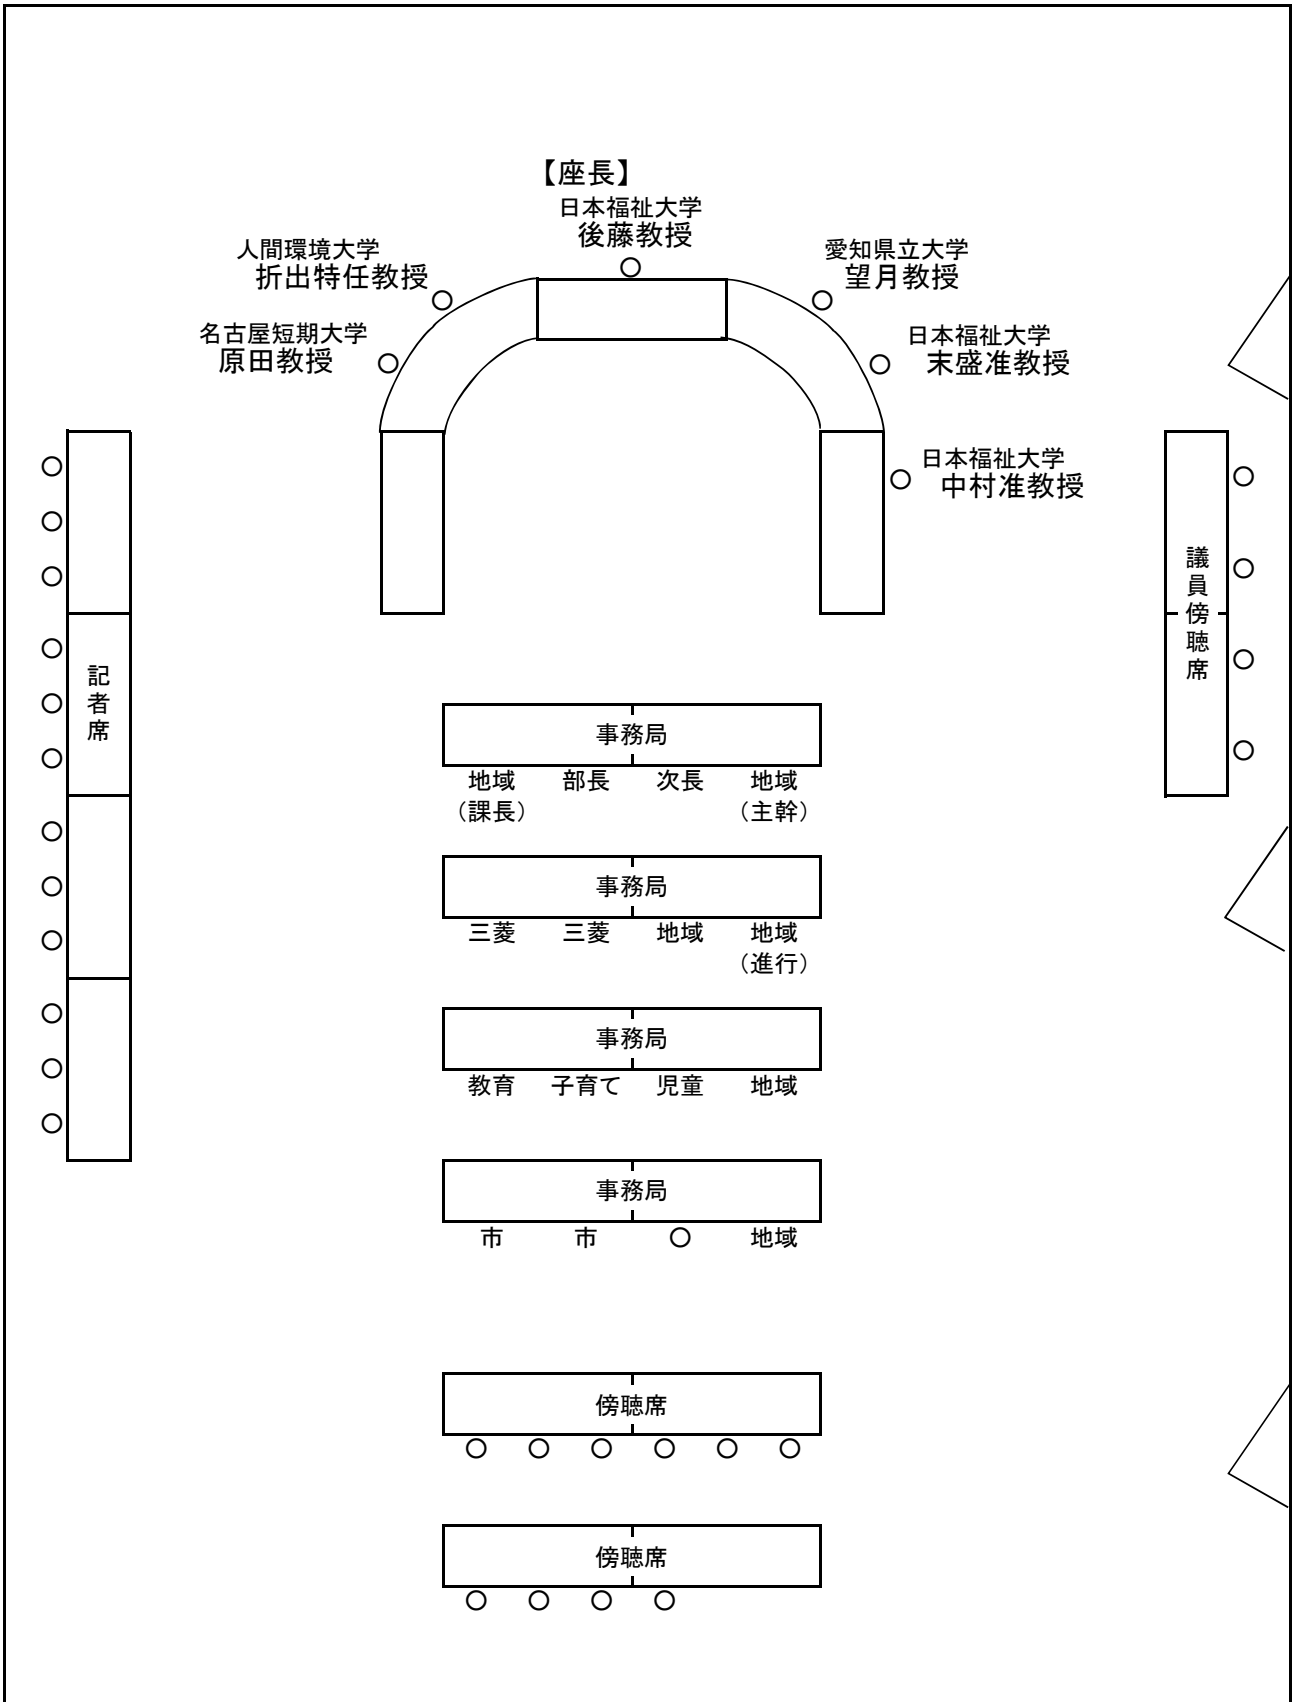 【座長】
日本福祉大学
後藤教授
人間環境大学
折出特任教授
愛知県立大学
望月教授
名古屋短期大学
原田教授
日本福祉大学
末盛准教授
日本福祉大学
中村准教授
議員傍聴席
記者席
事務局
地域 部長 次長 地域
（課長） （主幹）
事務局
三菱 三菱 地域 地域
（進行）
事務局
教育 子育て 児童 地域
事務局
市 市 ○ 地域
傍聴席
傍聴席